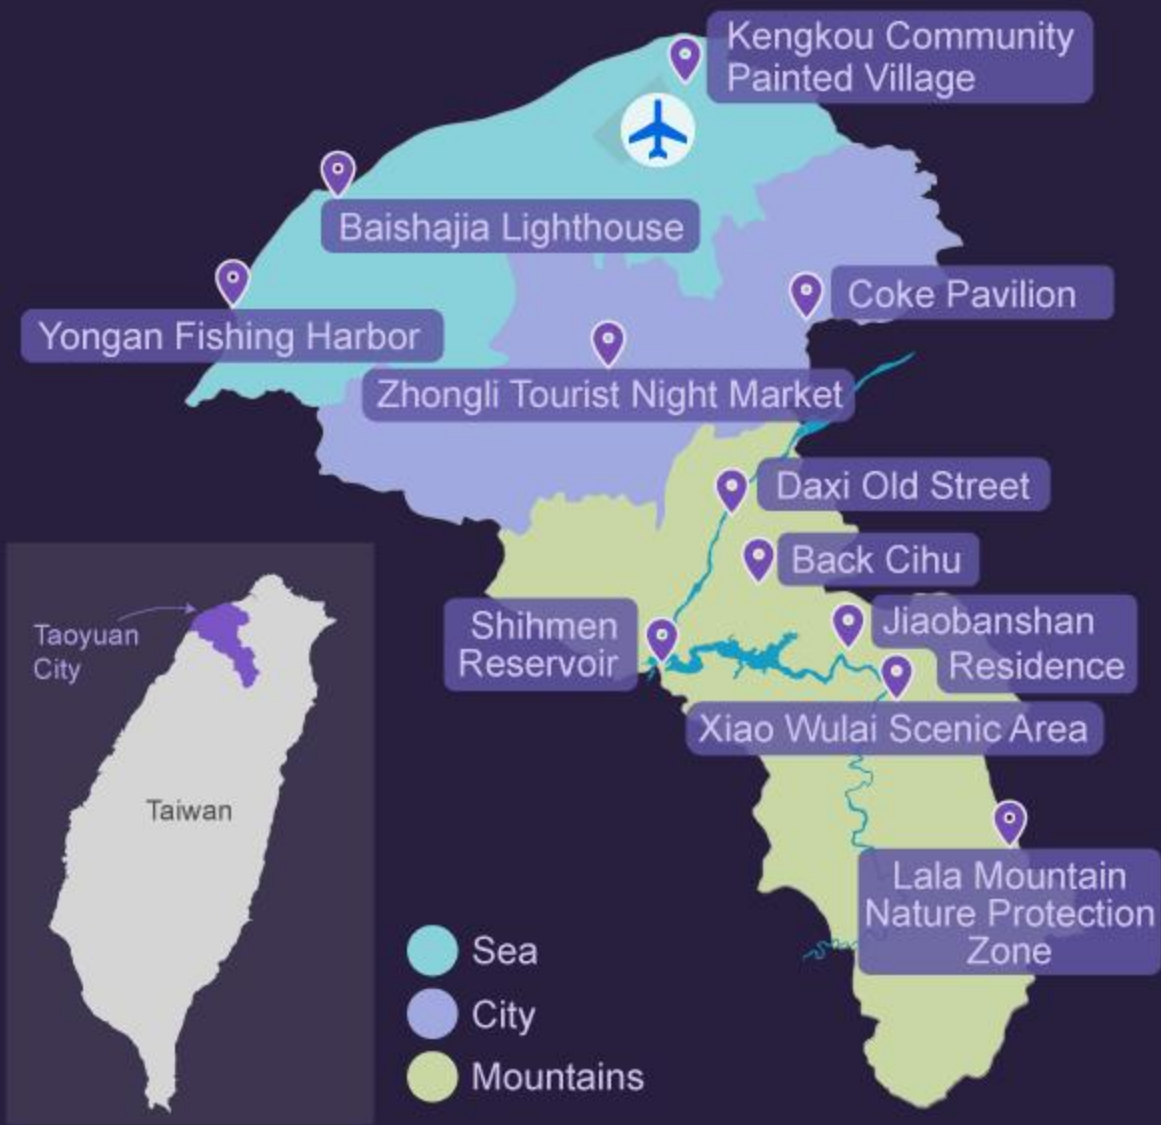 Kengkou Community
Painted Village
Baishajia Lighthouse
Yongan Fishing Harbor
Coke Pavilion
Zhongli Tourist Night Market
Daxi Old Street
Back Cihu
Shihmen
Reservoir
Jiaobanshan
Residence
Xiao Wulai Scenic Area
Lala Mountain
Nature Protection
Zone
Taoyuan
City
Taiwan
Sea
City
Mountains